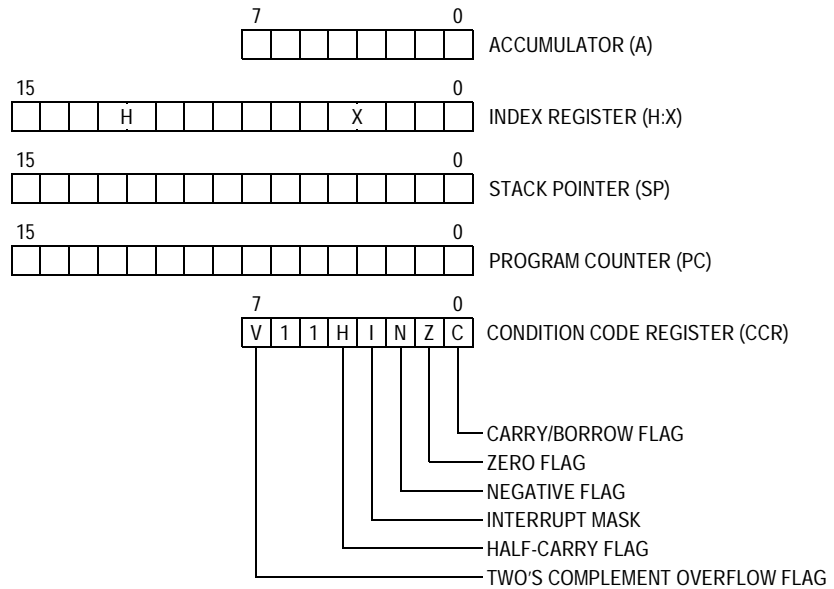 7 0
ACCUMULATOR (A)
15 0
H X INDEX REGISTER (H:X)
15 0
STACK POINTER (SP)
15 0
PROGRAM COUNTER (PC)
7 0
V 1 1 H I N Z C CONDITION CODE REGISTER (CCR)
CARRY/BORROW FLAG
ZERO FLAG
NEGATIVE FLAG
INTERRUPT MASK
HALF-CARRY FLAG
TWO'S COMPLEMENT OVERFLOW FLAG